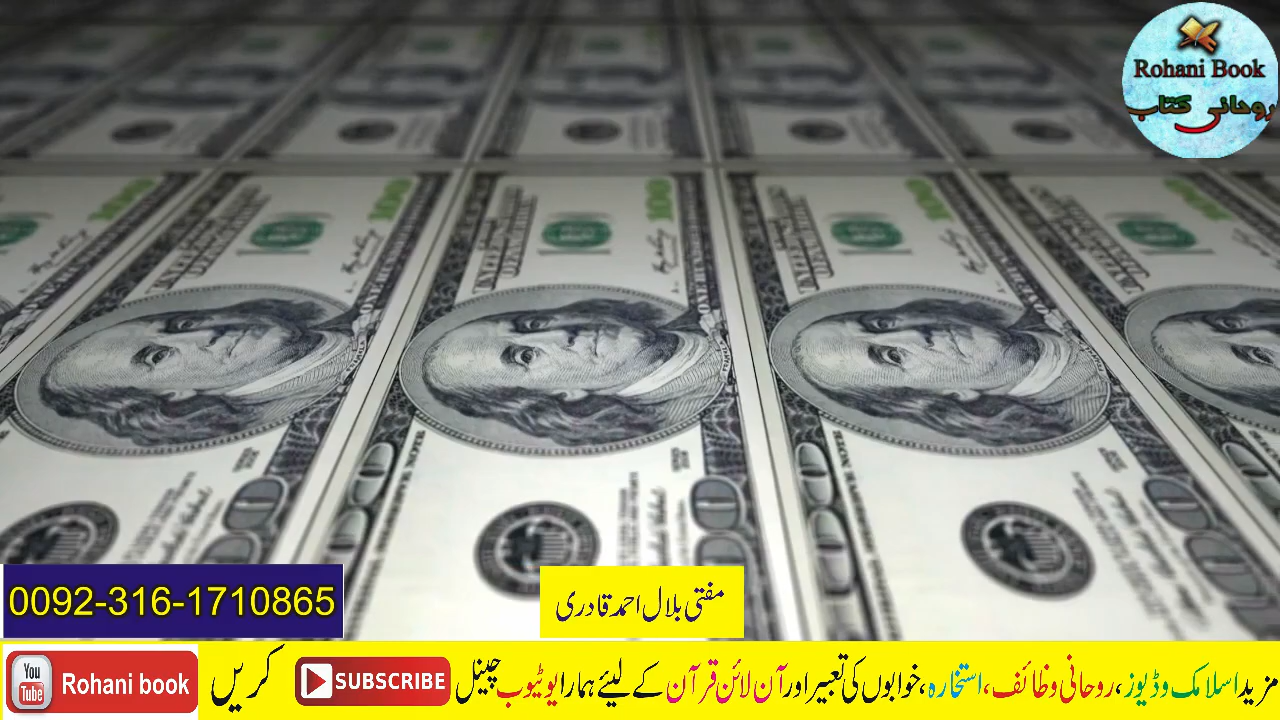 Rohani Book
روحانی کتاب
0092-316-1710865
مفتی بلال احمد قادری
مزید اسلامک وڈیوز، روحانی وظائف، استخارہ، خوابوں کی تعبیر اور آن لائن قرآن کے لیئے ہمارا یوٹیوب چینل SUBSCRIBE کریں
You Tube Rohani book